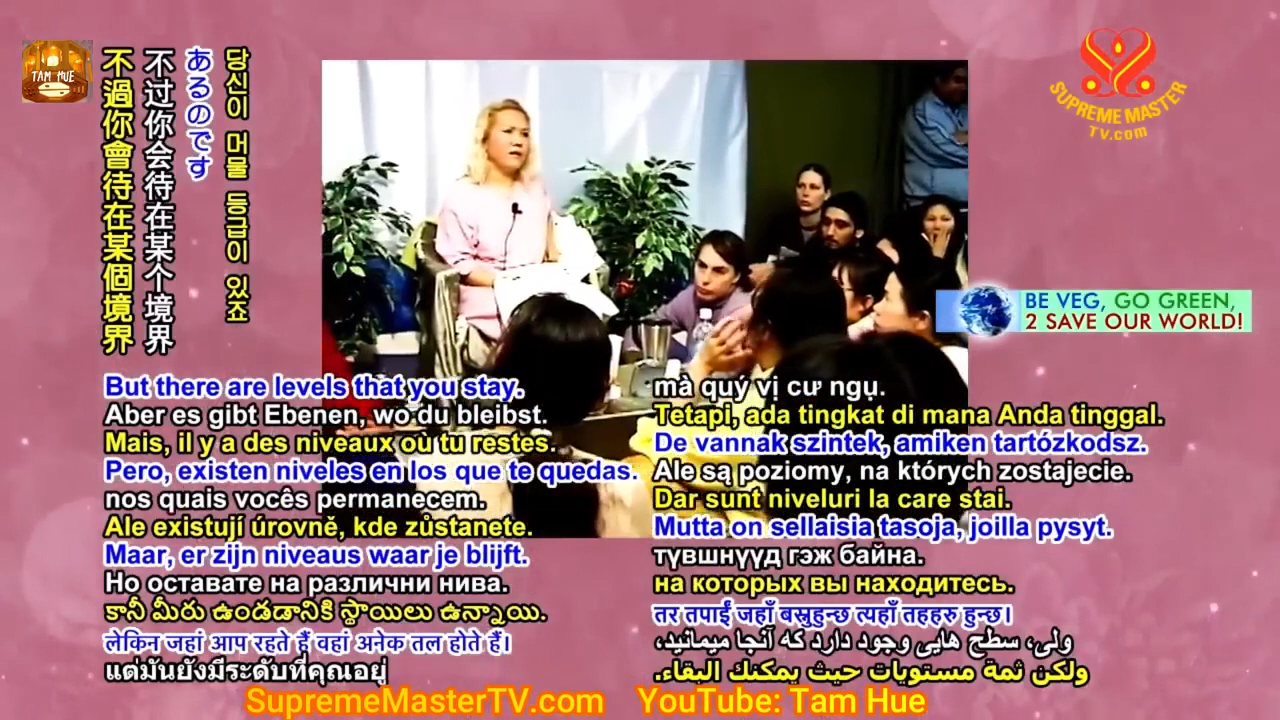 TAM HUE
不過你會待在某個境界
不过你会待在某个境界
あるのです
당신이 머물 등급이 있죠
SUPREME MASTER
TV.com
BE VEG, GO GREEN,
2 SAVE OUR WORLD!
But there are levels that you stay.
Aber es gibt Ebenen, wo du bleibst.
Mais, il y a des niveaux où tu restes.
Pero, existen niveles en los que te quedas.
nos quais vocês permanecem.
Ale existují úrovně, kde zůstanete.
Maar, er zijn niveaus waar je blijft.
Но оставате на различни нива.
కానీ మీరు ఉండడానికి స్థాయిలు ఉన్నాయి.
लेकिन जहां आप रहते हैं वहां अनेक तल होते हैं।
แต่มันยังมีระดับที่คุณอยู่
mà quý vị cư ngụ.
Tetapi, ada tingkat di mana Anda tinggal.
De vannak szintek, amiken tartózkodsz.
Ale są poziomy, na których zostajecie.
Dar sunt niveluri la care stai.
Mutta on sellaisia tasoja, joilla pysyt.
түвшнүүд гэж байна.
на которых вы находитесь.
तर तपाईं जहाँ बस्नुहुन्छ त्यहाँ तहहरु हुन्छ।
ولی، سطح هایی وجود دارد که آنجا میمانید،
ولكن ثمة مستويات حيث يمكنك البقاء.
SupremeMasterTV.com YouTube: Tam Hue